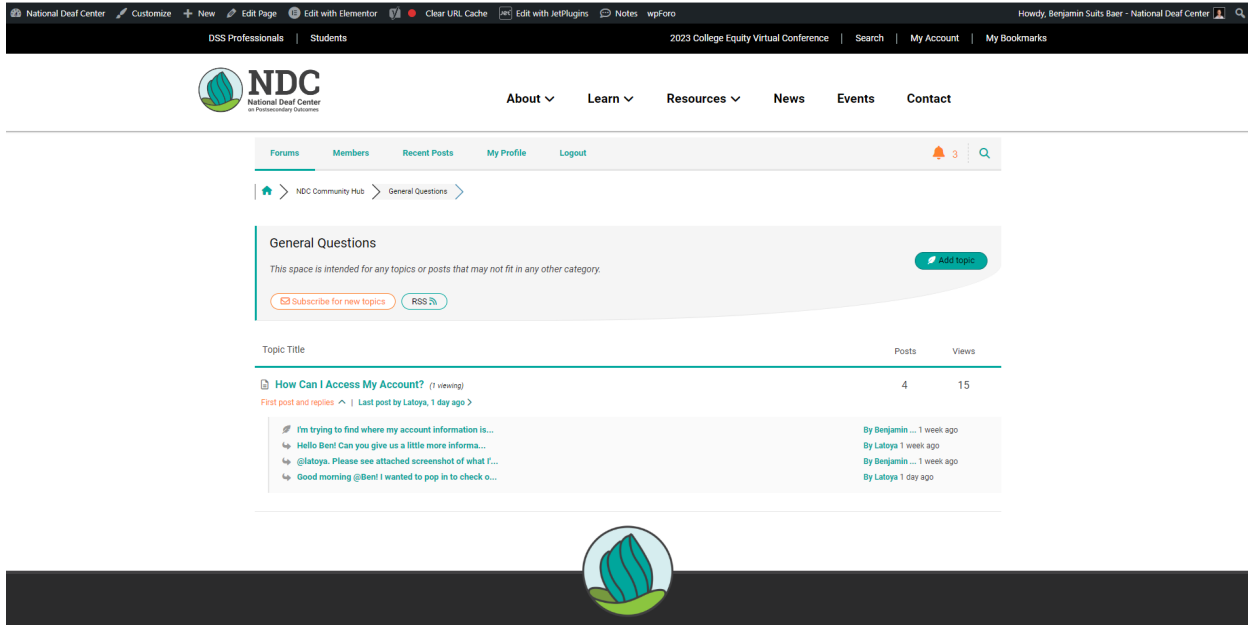 National Deaf Center Customize New Edit Page Edit with Elementor Clear URL Cache Edit with JetPlugins Notes wpForo Howdy, Benjamin Suits Baer - National Deaf Center
DSS Professionals | Students 2023 College Equity Virtual Conference | Search | My Account | My Bookmarks
NDC
National Deaf Center
on Postsecondary Outcomes
About Learn Resources News Events Contact
Forums Members Recent Posts My Profile Logout 3
NDC Community Hub General Questions
General Questions
This space is intended for any topics or posts that may not fit in any other category.
Add topic
Subscribe for new topics RSS
Topic Title Posts Views
How Can I Access My Account? (1 viewing) 4 15
First post and replies | Last post by Latoya, 1 day ago
I'm trying to find where my account information is... By Benjamin ... 1 week ago
Hello Ben! Can you give us a little more informa... By Latoya 1 week ago
@latoya. Please see attached screenshot of what I'... By Benjamin ... 1 week ago
Good morning @Ben! I wanted to pop in to check o... By Latoya 1 day ago